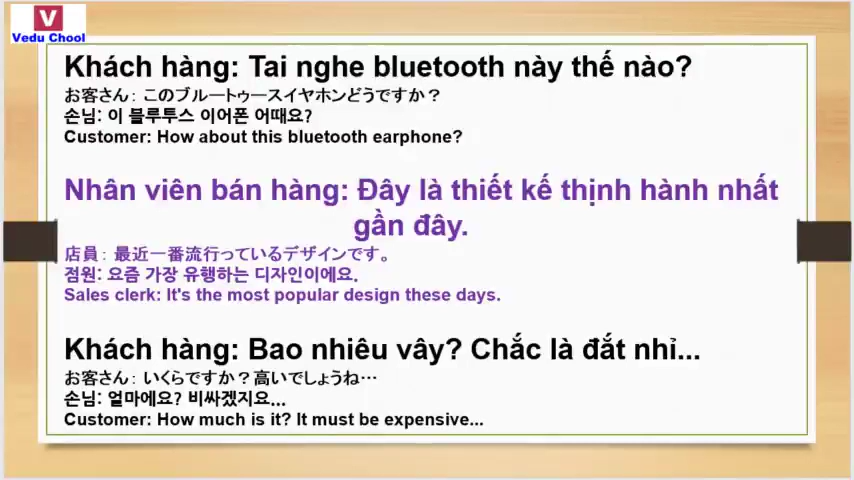 V
Vedu Chool
Khách hàng: Tai nghe bluetooth này thế nào?
お客さん： このブルートゥースイヤホンどうですか？
손님: 이 블루투스 이어폰 어때요?
Customer: How about this bluetooth earphone?
Nhân viên bán hàng: Đây là thiết kế thịnh hành nhất
gần đây.
店員： 最近一番流行っているデザインです。
점원: 요즘 가장 유행하는 디자인이에요.
Sales clerk: It's the most popular design these days.
Khách hàng: Bao nhiêu vây? Chắc là đắt nhỉ...
お客さん： いくらですか？高いでしょうね…
손님: 얼마에요? 비싸겠지요...
Customer: How much is it? It must be expensive...